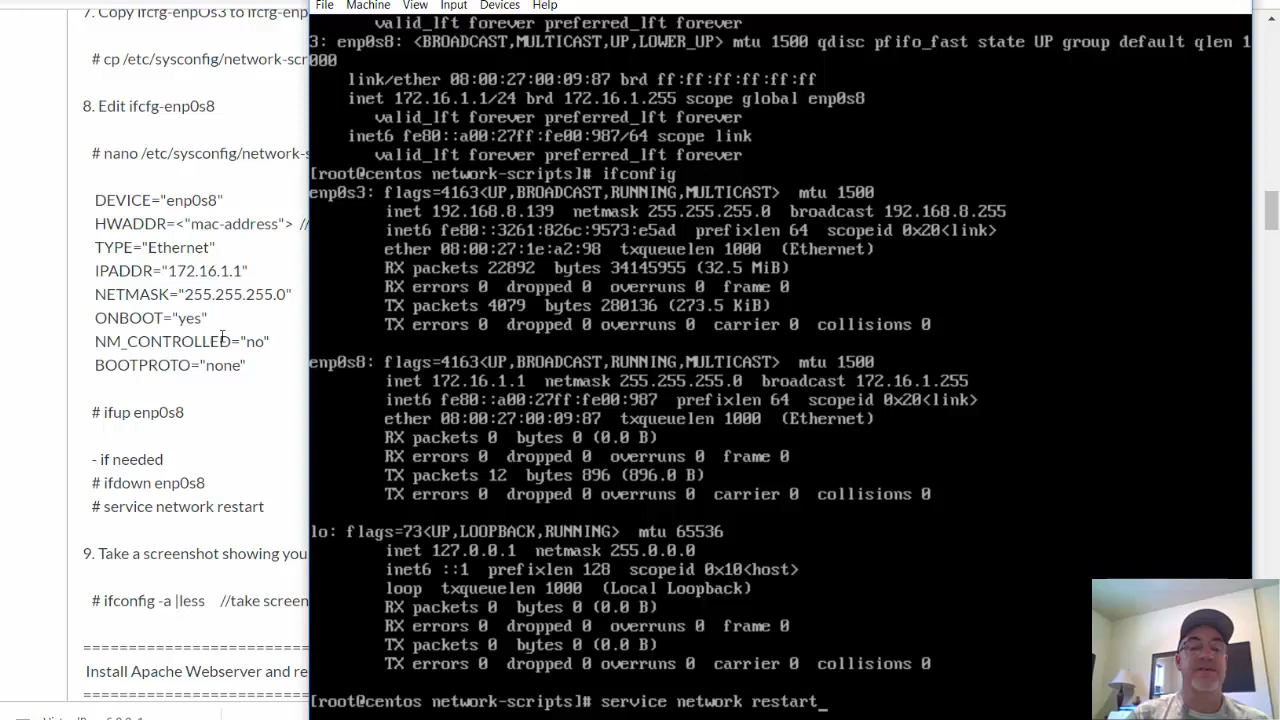 7. Copy ifcfg-enpOs3 to ifcfg-enp
# cp /etc/sysconfig/network-scr
8. Edit ifcfg-enp0s8
# nano /etc/sysconfig/network-s
DEVICE="enp0s8"
HWADDR=<"mac-address"> //
TYPE="Ethernet"
IPADDR="172.16.1.1"
NETMASK="255.255.255.0"
ONBOOT="yes"
NM_CONTROLLED="no"
BOOTPROTO="none"
# ifup enp0s8
- if needed
# ifdown enp0s8
# service network restart
9. Take a screenshot showing you
# ifconfig -a |less //take screen
================================
Install Apache Webserver and re
================================
File Machine View Input Devices Help
valid_lft forever preferred_lft forever
3: enp0s8: <BROADCAST,MULTICAST,UP,LOWER_UP> mtu 1500 qdisc pfifo_fast state UP group default qlen 1
000
link/ether 08:00:27:00:09:87 brd ff:ff:ff:ff:ff:ff
inet 172.16.1.1/24 brd 172.16.1.255 scope global enp0s8
valid_lft forever preferred_lft forever
inet6 fe80::a00:27ff:fe00:987/64 scope link
valid_lft forever preferred_lft forever
[root@centos network-scripts]# ifconfig
enp0s3: flags=4163<UP,BROADCAST,RUNNING,MULTICAST> mtu 1500
inet 192.168.8.139 netmask 255.255.255.0 broadcast 192.168.8.255
inet6 fe80::3261:826c:9573:e5ad prefixlen 64 scopeid 0x20<link>
ether 08:00:27:1e:a2:98 txqueuelen 1000 (Ethernet)
RX packets 22892 bytes 34145955 (32.5 MiB)
RX errors 0 dropped 0 overruns 0 frame 0
TX packets 4079 bytes 280136 (273.5 KiB)
TX errors 0 dropped 0 overruns 0 carrier 0 collisions 0
enp0s8: flags=4163<UP,BROADCAST,RUNNING,MULTICAST> mtu 1500
inet 172.16.1.1 netmask 255.255.255.0 broadcast 172.16.1.255
inet6 fe80::a00:27ff:fe00:987 prefixlen 64 scopeid 0x20<link>
ether 08:00:27:00:09:87 txqueuelen 1000 (Ethernet)
RX packets 0 bytes 0 (0.0 B)
RX errors 0 dropped 0 overruns 0 frame 0
TX packets 12 bytes 896 (896.0 B)
TX errors 0 dropped 0 overruns 0 carrier 0 collisions 0
lo: flags=73<UP,LOOPBACK,RUNNING> mtu 65536
inet 127.0.0.1 netmask 255.0.0.0
inet6 ::1 prefixlen 128 scopeid 0x10<host>
loop txqueuelen 1000 (Local Loopback)
RX packets 0 bytes 0 (0.0 B)
RX errors 0 dropped 0 overruns 0 frame 0
TX packets 0 bytes 0 (0.0 B)
TX errors 0 dropped 0 overruns 0 carrier 0 collisions 0
[root@centos network-scripts]# service network restart_